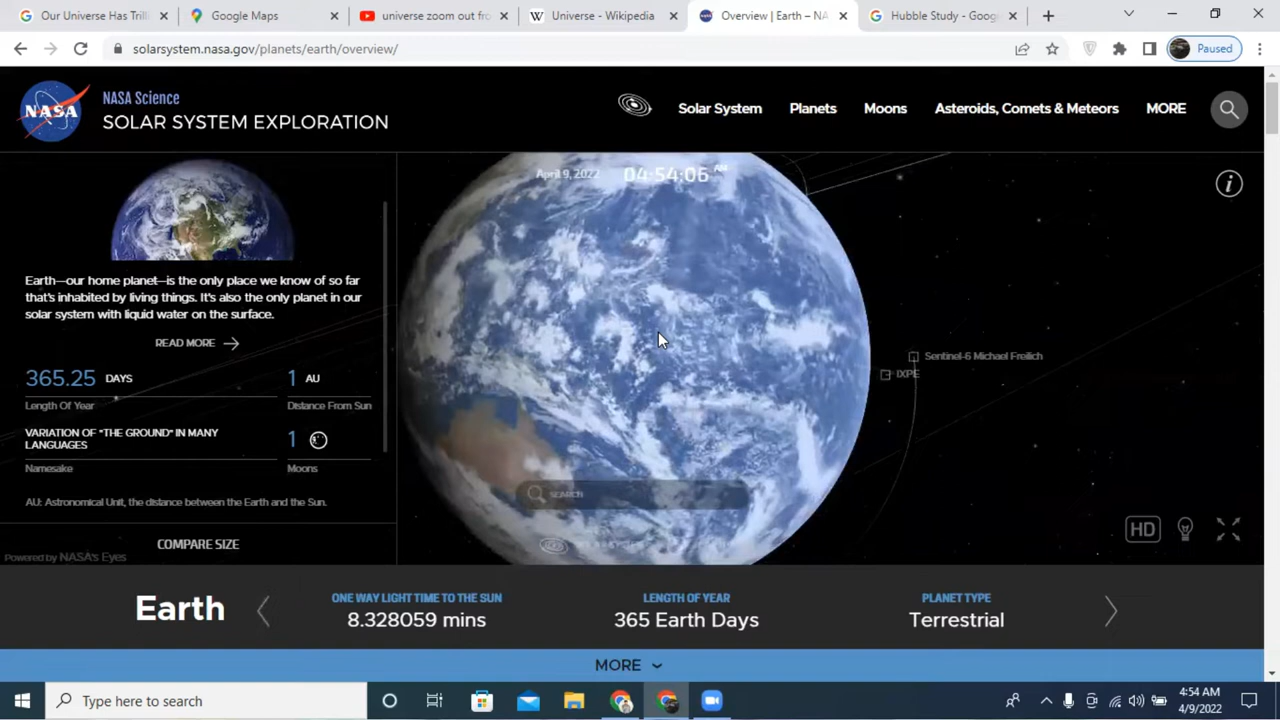 Our Universe Has Trill
Google Maps
universe zoom out fro
Universe - Wikipedia
Overview | Earth – NA
Hubble Study - Goog
solarsystem.nasa.gov/planets/earth/overview/
Paused
NASA
NASA Science
SOLAR SYSTEM EXPLORATION
Solar System
Planets
Moons
Asteroids, Comets & Meteors
MORE
April 9, 2022
04:54:06 AM
Earth—our home planet—is the only place we know of so far
that's inhabited by living things. It's also the only planet in our
solar system with liquid water on the surface.
READ MORE
365.25 DAYS
Length Of Year
1 AU
Distance From Sun
VARIATION OF "THE GROUND" IN MANY
LANGUAGES
Namesake
1
Moons
AU: Astronomical Unit, the distance between the Earth and the Sun.
COMPARE SIZE
Powered by NASA's Eyes
Sentinel-6 Michael Freilich
IXPE
SEARCH
HD
Earth
ONE WAY LIGHT TIME TO THE SUN
8.328059 mins
LENGTH OF YEAR
365 Earth Days
PLANET TYPE
Terrestrial
MORE
Type here to search
4:54 AM
4/9/2022